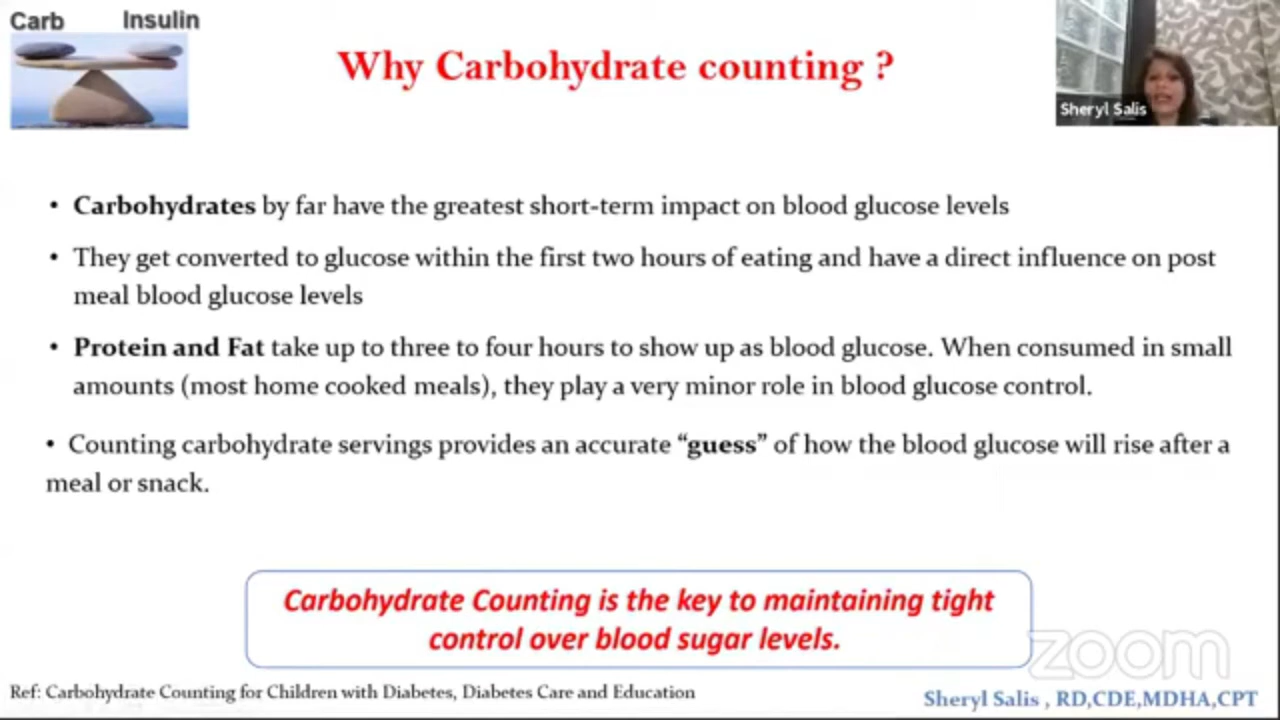 Carb Insulin
Why Carbohydrate counting ?
Sheryl Salis
• Carbohydrates by far have the greatest short-term impact on blood glucose levels
• They get converted to glucose within the first two hours of eating and have a direct influence on post
meal blood glucose levels
• Protein and Fat take up to three to four hours to show up as blood glucose. When consumed in small
amounts (most home cooked meals), they play a very minor role in blood glucose control.
• Counting carbohydrate servings provides an accurate “guess” of how the blood glucose will rise after a
meal or snack.
Carbohydrate Counting is the key to maintaining tight
control over blood sugar levels.
zoom
Ref: Carbohydrate Counting for Children with Diabetes, Diabetes Care and Education
Sheryl Salis , RD,CDE,MDHA,CPT